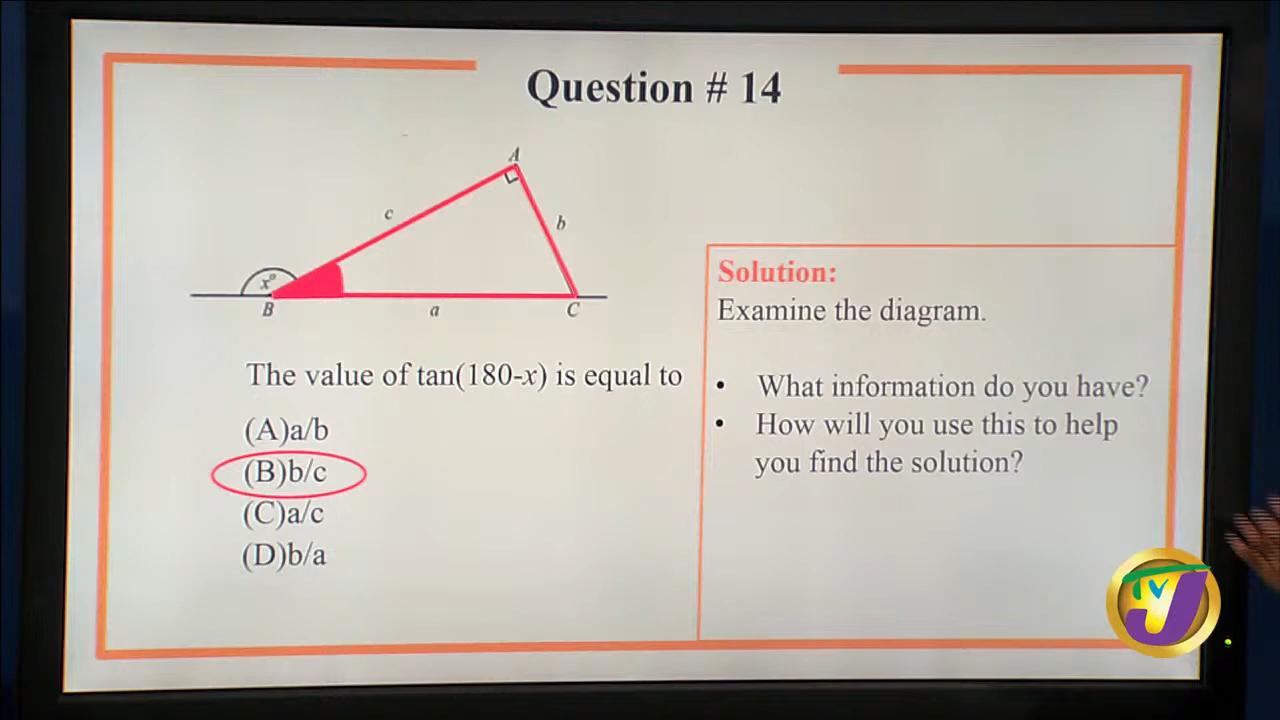 Question # 14
A
c
b
x°
B
a
C
The value of tan(180-x) is equal to
(A)a/b
(B)b/c
(C)a/c
(D)b/a
Solution:
Examine the diagram.
• What information do you have?
• How will you use this to help
you find the solution?
TVJ